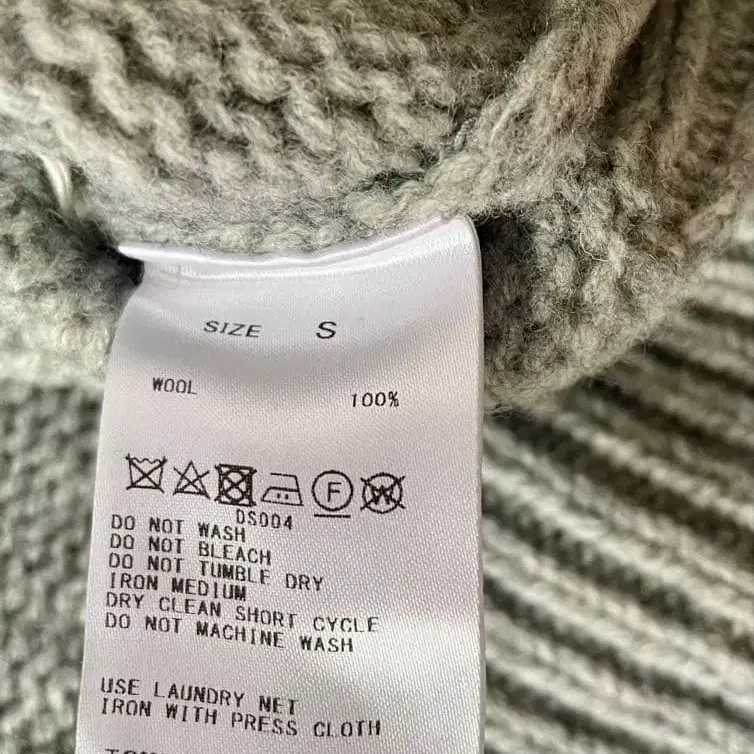 SIZE S
WOOL 100%
F W
DS004
DO NOT WASH
DO NOT BLEACH
DO NOT TUMBLE DRY
IRON MEDIUM
DRY CLEAN SHORT CYCLE
DO NOT MACHINE WASH
USE LAUNDRY NET
IRON WITH PRESS CLOTH